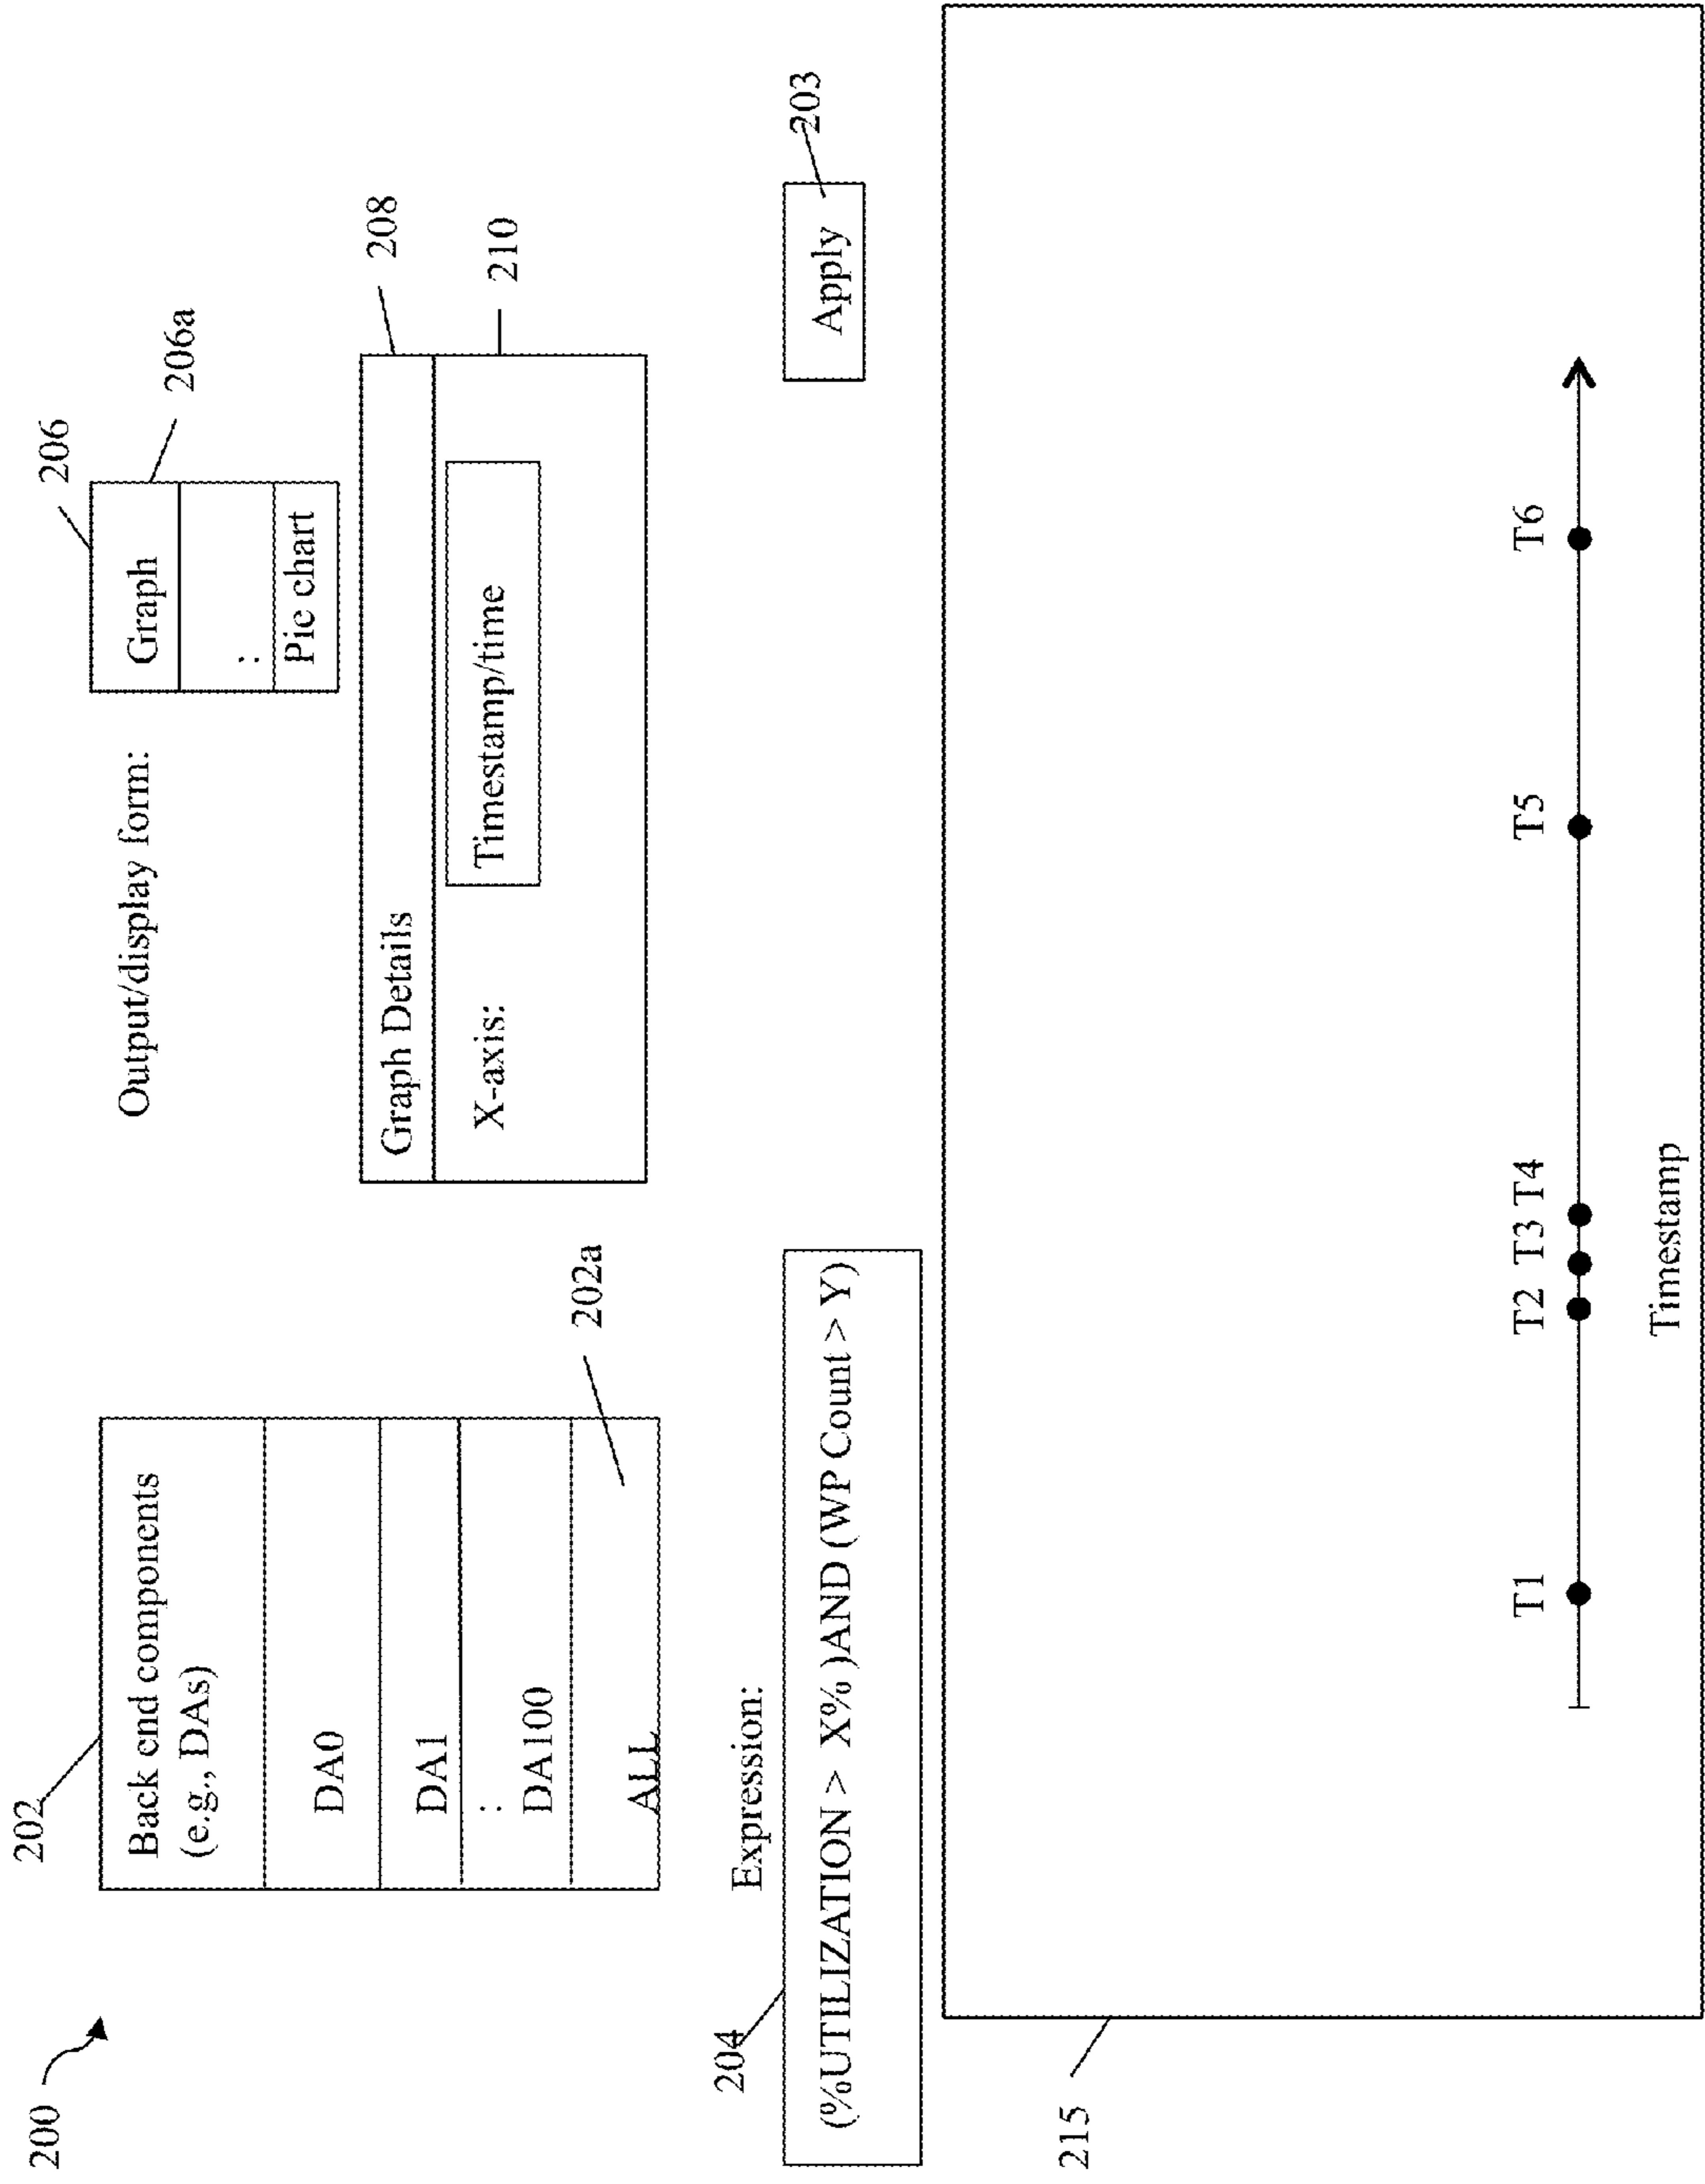 200
202
Back end components
(e.g., DAs)
DA0
DA1
:
DA100
ALL
202a
Output/display form:
206
Graph
206a
:
Pie chart
Graph Details
208
X-axis:
Timestamp/time
210
204
Expression:
(%UTILIZATION > X% )AND (WP Count > Y)
Apply
203
215
T1 T2 T3 T4 T5 T6
Timestamp